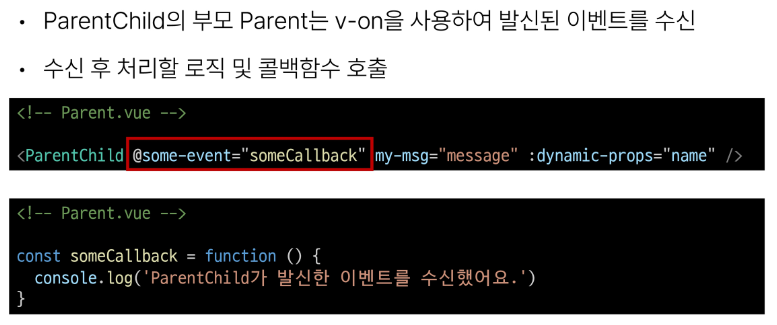 • ParentChild의 부모 Parent는 v-on을 사용하여 발신된 이벤트를 수신
• 수신 후 처리할 로직 및 콜백함수 호출
<!-- Parent.vue -->
<ParentChild @some-event="someCallback" my-msg="message" :dynamic-props="name" />
<!-- Parent.vue -->
const someCallback = function () {
  console.log('ParentChild가 발신한 이벤트를 수신했어요.')
}